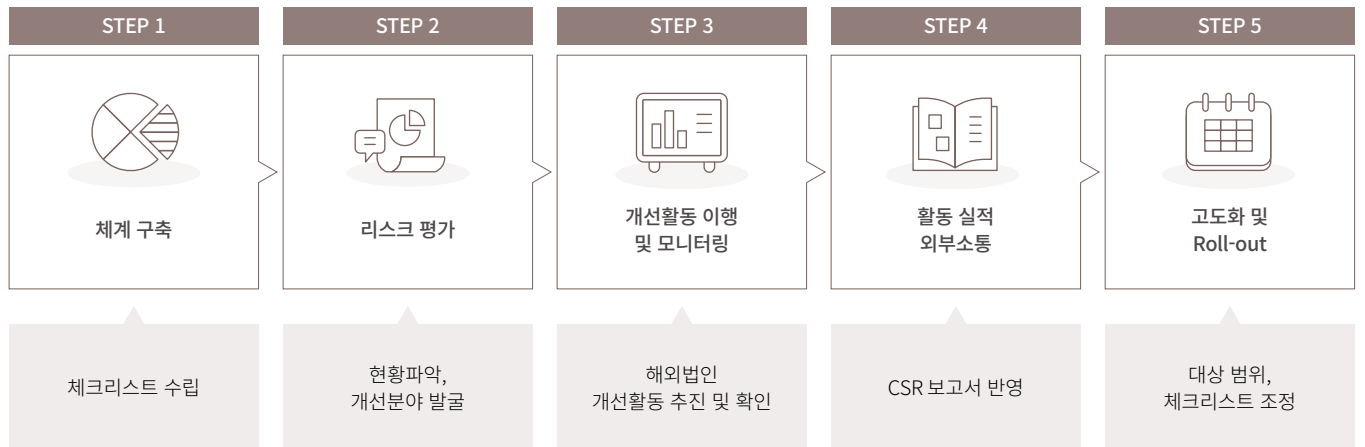 STEP 1
체계 구축
체크리스트 수립
STEP 2
리스크 평가
현황파악,
개선분야 발굴
STEP 3
개선활동 이행
및 모니터링
해외법인
개선활동 추진 및 확인
STEP 4
활동 실적
외부소통
CSR 보고서 반영
STEP 5
고도화 및
Roll-out
대상 범위,
체크리스트 조정